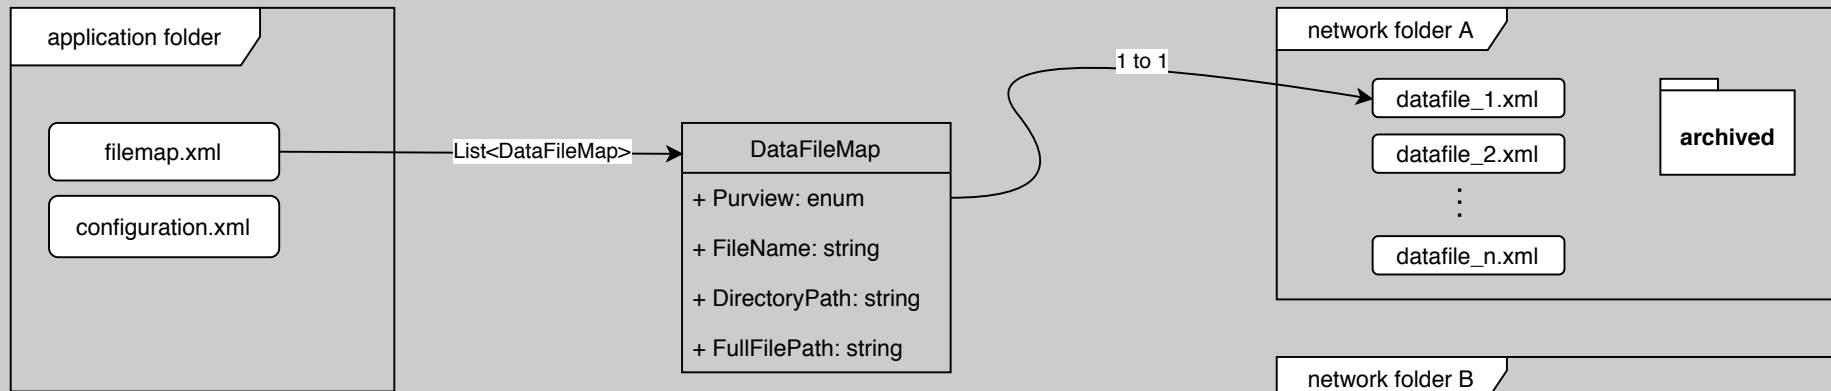 application folder
filemap.xml
configuration.xml
List<DataFileMap>
DataFileMap
+ Purview: enum
+ FileName: string
+ DirectoryPath: string
+ FullFilePath: string
1 to 1
network folder A
datafile_1.xml
datafile_2.xml
datafile_n.xml
archived
network folder B